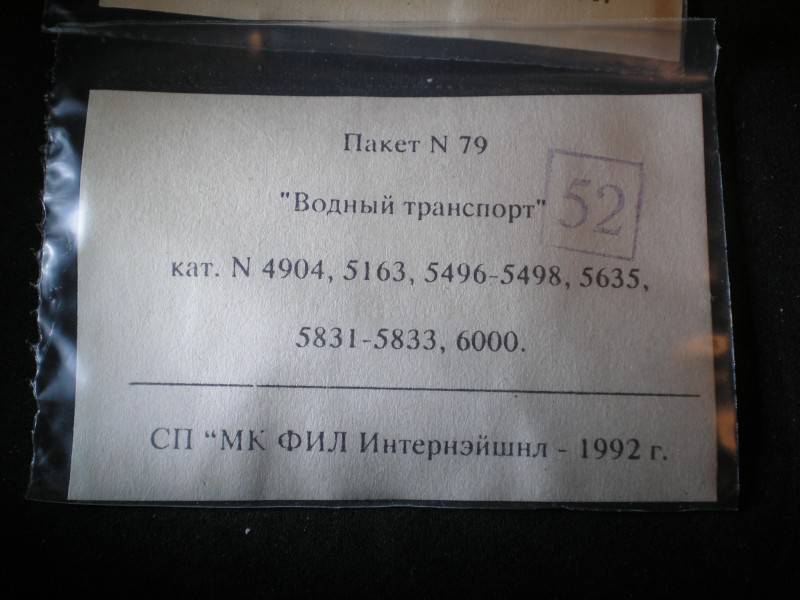 Пакет N 79
"Водный транспорт"
52
кат. N 4904, 5163, 5496-5498, 5635,
5831-5833, 6000.
СП “МК ФИЛ Интернэйшнл - 1992 г.